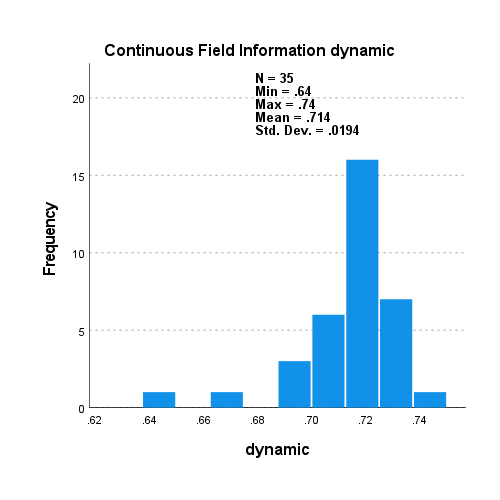 Continuous Field Information dynamic
N = 35
Min = .64
Max = .74
Mean = .714
Std. Dev. = .0194
20
15
10
5
0
Frequency
.62 .64 .66 .68 .70 .72 .74
dynamic